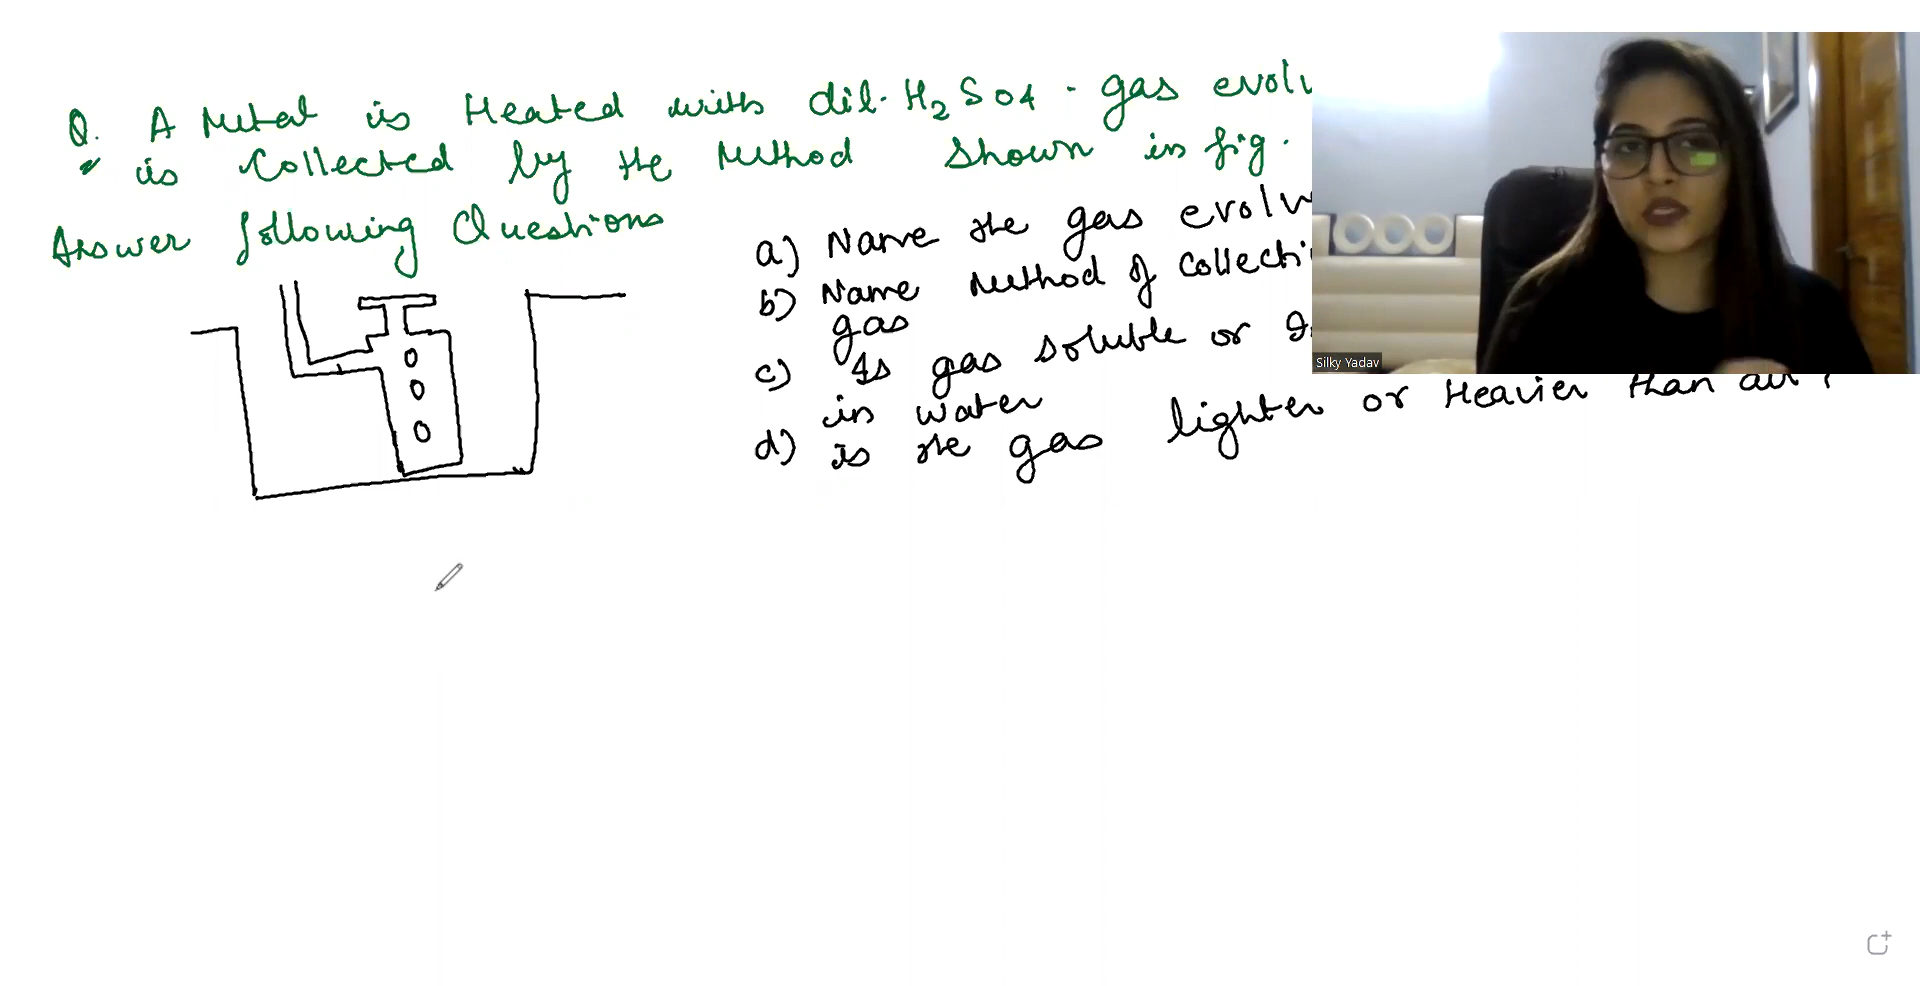 Q. A Metal is Heated with dil. H2SO4. gas evolv
is Collected by the Method Shown in fig.
Answer following Questions
a) Name the gas evolv
b) Name Method of Collecti
gas
c) Is gas soluble or
in water
d) is the gas lighter or Heavier than air?
Silky Yadav